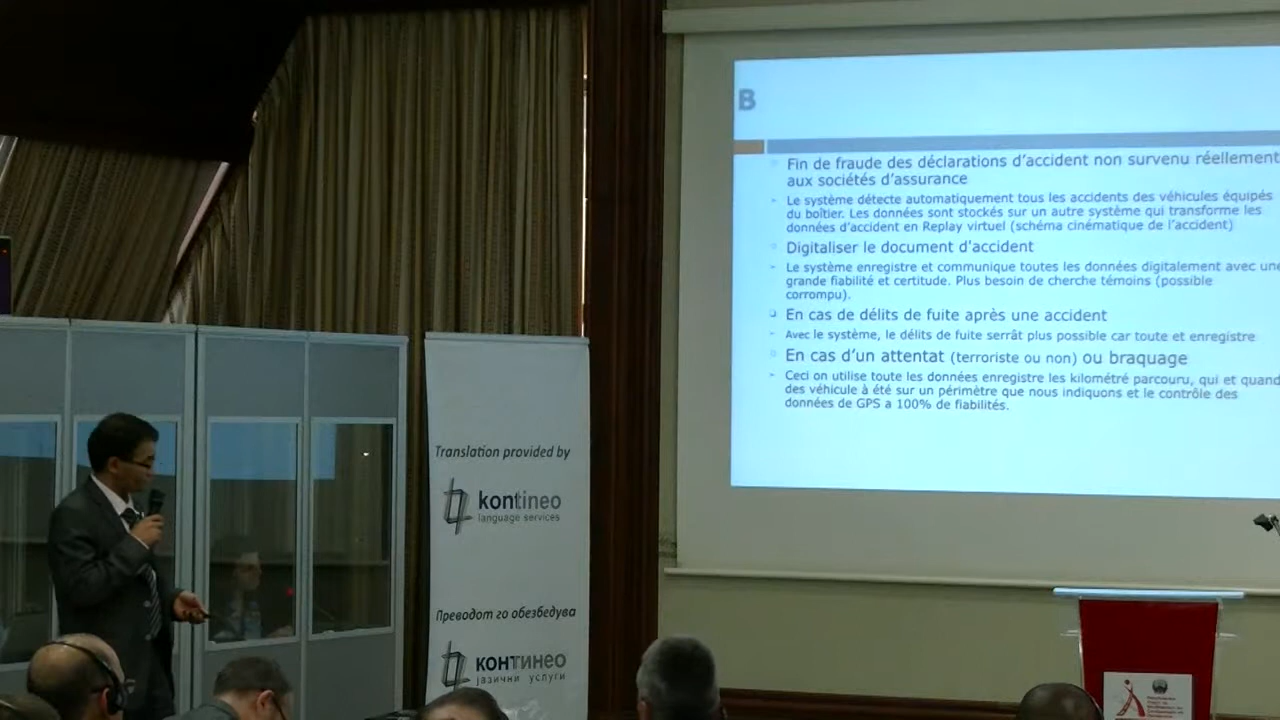 B
Fin de fraude des déclarations d'accident non survenu réellement
aux sociétés d'assurance
Le système détecte automatiquement tous les accidents des véhicules équipés
du boîtier. Les données sont stockés sur un autre système qui transforme les
données d'accident en Replay virtuel (schéma cinématique de l'accident)
Digitaliser le document d'accident
Le système enregistre et communique toutes les données digitalement avec une
grande fiabilité et certitude. Plus besoin de cherche témoins (possible
corrompu).
En cas de délits de fuite après une accident
Avec le système, le délits de fuite serrât plus possible car toute et enregistre
En cas d'un attentat (terroriste ou non) ou braquage
Ceci on utilise toute les données enregistre les kilométré parcouru, qui et quand
des véhicule à été sur un périmètre que nous indiquons et le contrôle des
données de GPS a 100% de fiabilités.
Translation provided by
kontineo
language services
Преводот го обезбедува
континео
јазични услуги